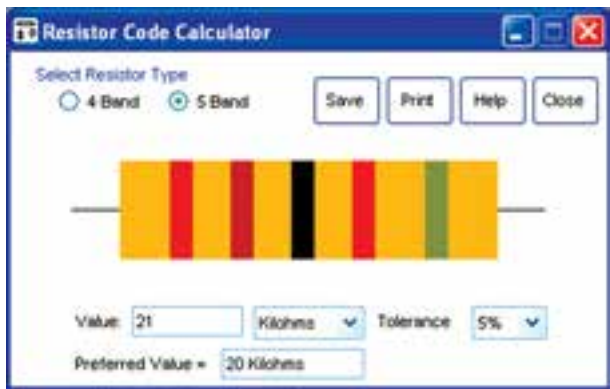 Resistor Code Calculator
Select Resistor Type
4 Band 5 Band Save Print Help Close
Value: 21 Kilohms Tolerance 5%
Preferred Value = 20 Kilohms